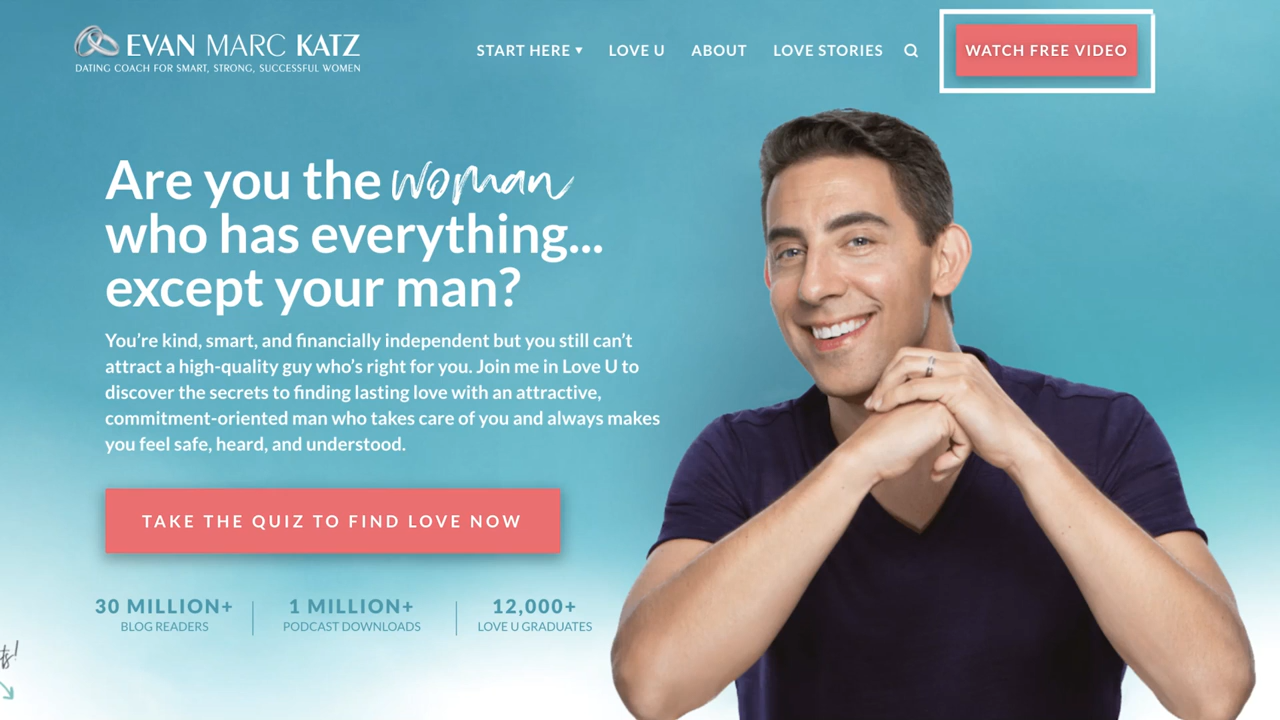 EVAN MARC KATZ
DATING COACH FOR SMART, STRONG, SUCCESSFUL WOMEN
START HERE ▾ LOVE U ABOUT LOVE STORIES
WATCH FREE VIDEO
Are you the woman
who has everything...
except your man?
You’re kind, smart, and financially independent but you still can’t
attract a high-quality guy who’s right for you. Join me in Love U to
discover the secrets to finding lasting love with an attractive,
commitment-oriented man who takes care of you and always makes
you feel safe, heard, and understood.
TAKE THE QUIZ TO FIND LOVE NOW
30 MILLION+
BLOG READERS
1 MILLION+
PODCAST DOWNLOADS
12,000+
LOVE U GRADUATES